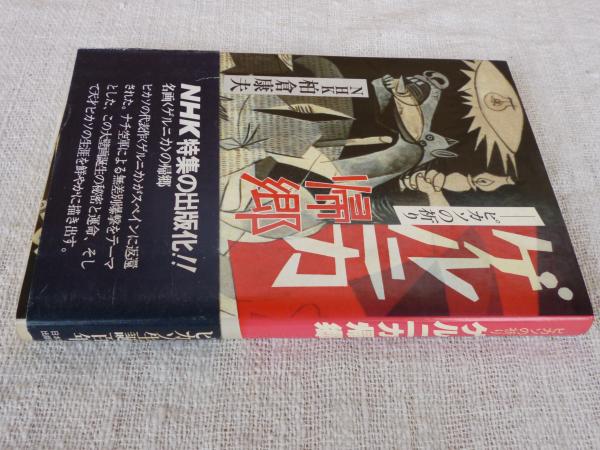 ゲルニカ
帰郷
ピカソの祈り
NHK 柏倉康夫
NHK特集の出版化!!
名画〈ゲルニカ〉の帰郷
ピカソの代表作〈ゲルニカ〉がスペインに返還
された。ナチ空軍による無差別爆撃をテーマ
とした、この大壁画誕生の秘密と運命、そし
て天才ピカソの生涯を鮮やかに描き出す。
ピカソの祈り
ゲルニカ帰郷